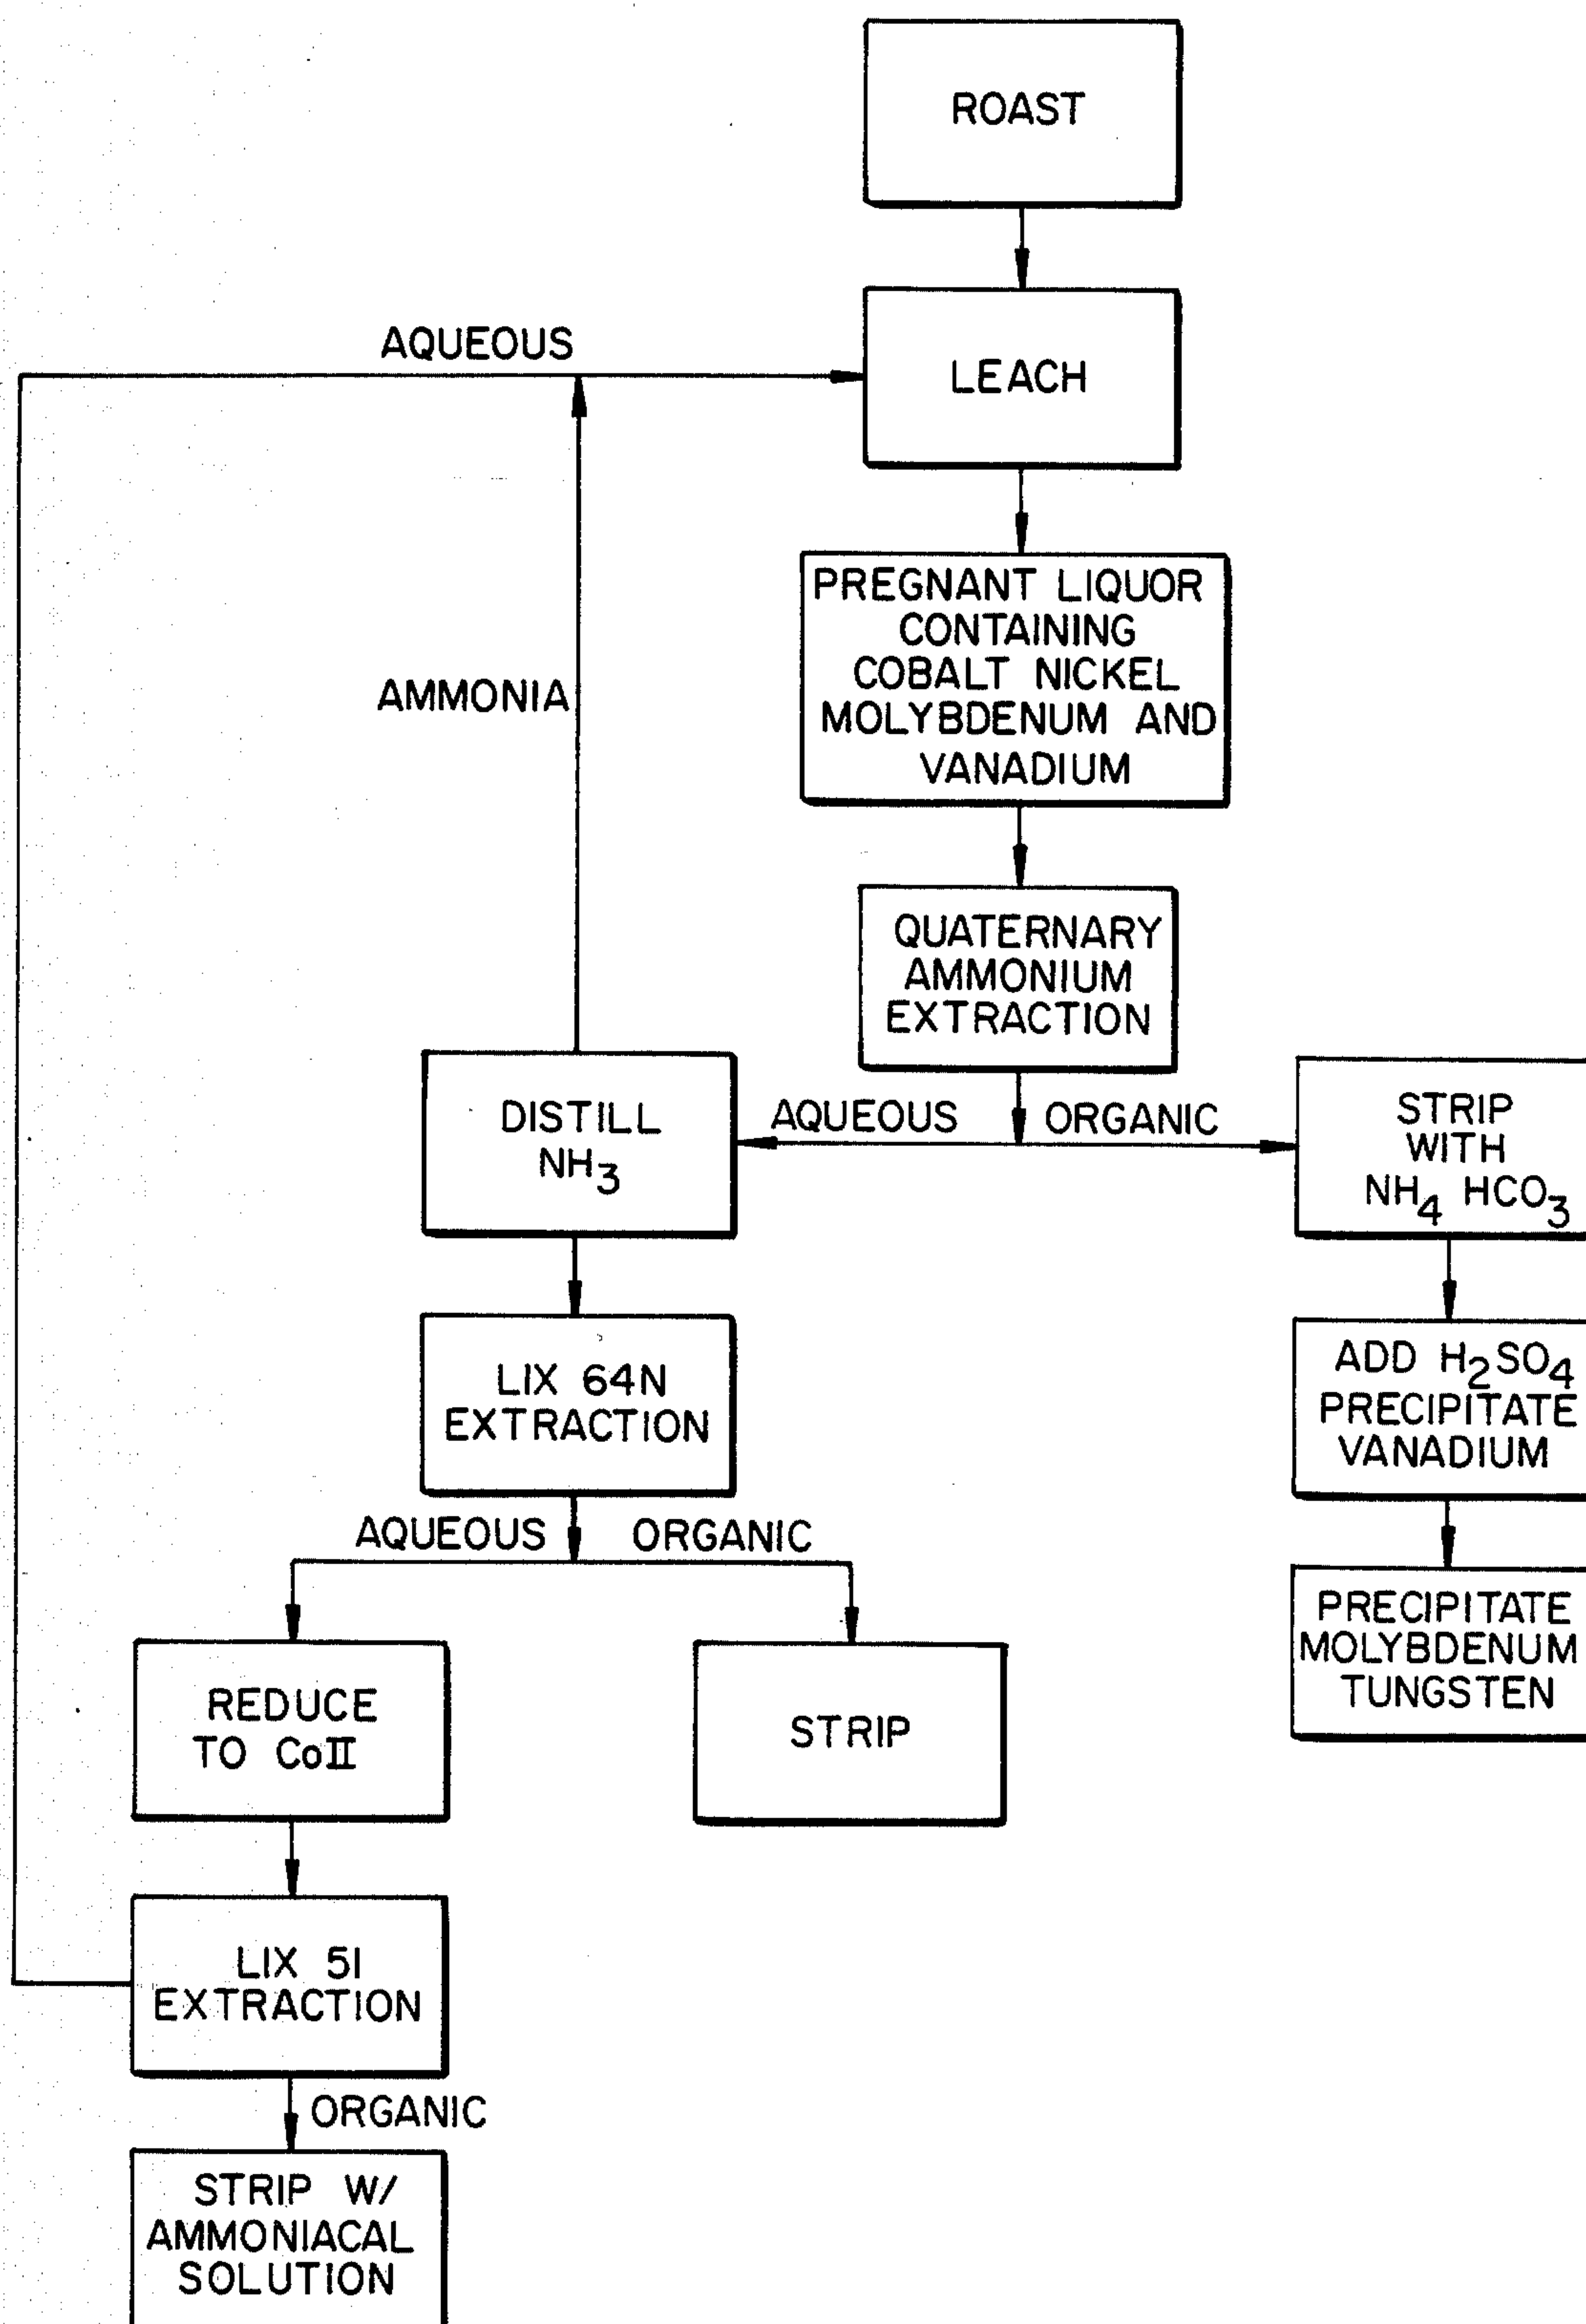 ROAST
AQUEOUS
LEACH
PREGNANT LIQUOR
CONTAINING
COBALT NICKEL
MOLYBDENUM AND
VANADIUM
AMMONIA
QUATERNARY
AMMONIUM
EXTRACTION
DISTILL
NH3
AQUEOUS
ORGANIC
STRIP
WITH
NH4 HCO3
LIX 64N
EXTRACTION
ADD H2SO4
PRECIPITATE
VANADIUM
AQUEOUS
ORGANIC
PRECIPITATE
MOLYBDENUM
TUNGSTEN
REDUCE
TO CoII
STRIP
LIX 51
EXTRACTION
ORGANIC
STRIP W/
AMMONIACAL
SOLUTION